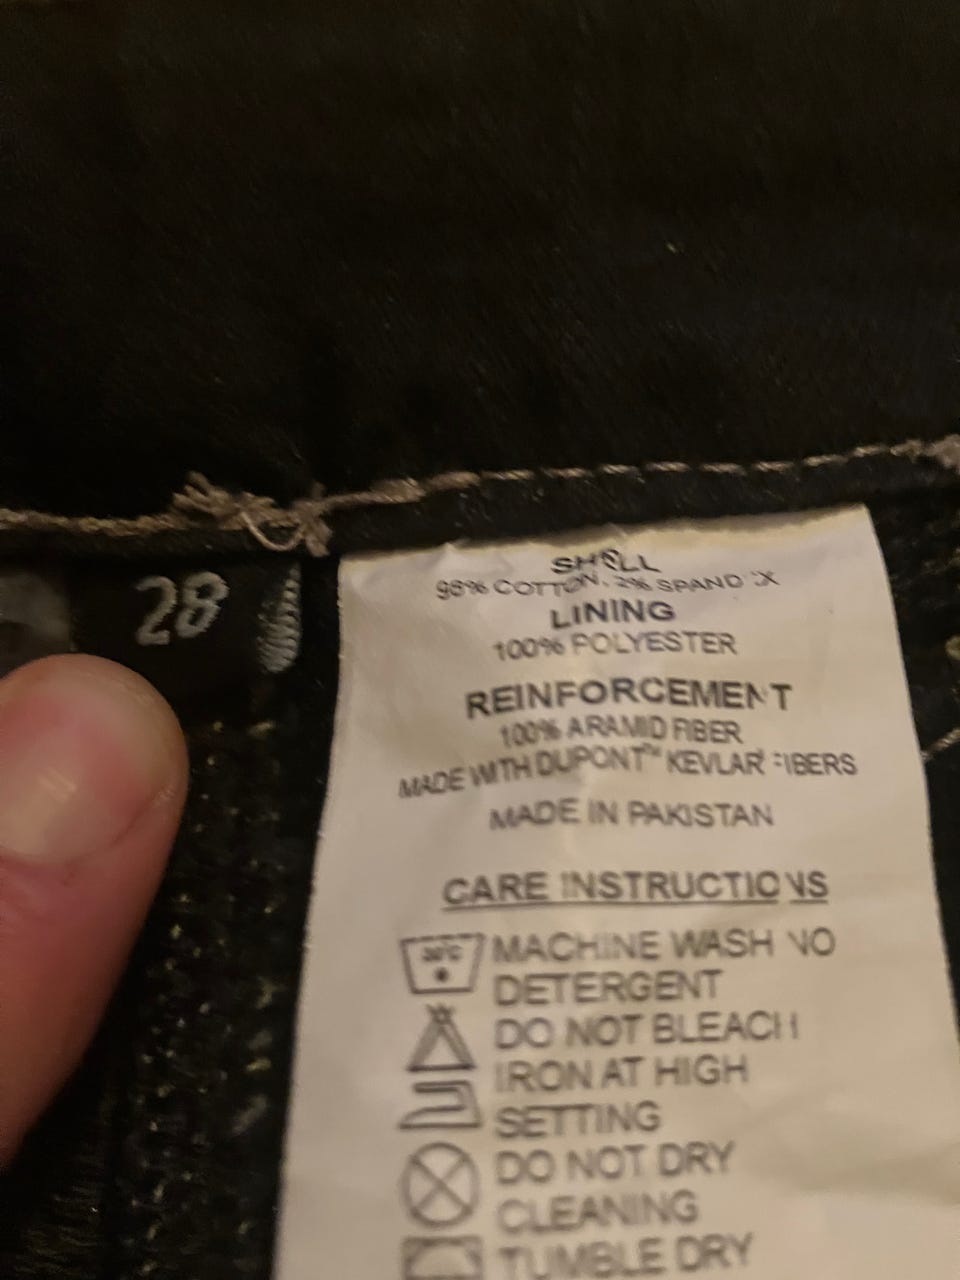 28
SHELL
98% COTTON, 2% SPANDEX
LINING
100% POLYESTER
REINFORCEMENT
100% ARAMID FIBER
MADE WITH DUPONT™ KEVLAR® FIBERS
MADE IN PAKISTAN
CARE INSTRUCTIONS
30°C
MACHINE WASH NO
DETERGENT
DO NOT BLEACH
IRON AT HIGH
SETTING
DO NOT DRY
CLEANING
TUMBLE DRY